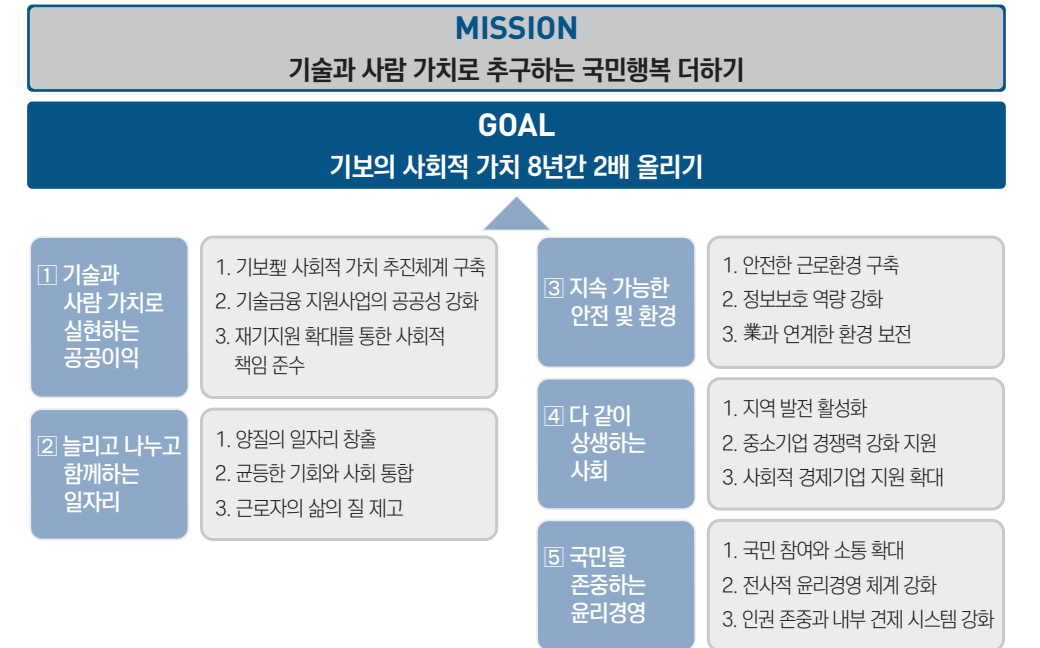 MISSION
기술과 사람 가치로 추구하는 국민행복 더하기
GOAL
기보의 사회적 가치 8년간 2배 올리기
1 기술과
사람 가치로
실현하는
공공이익
1. 기보型 사회적 가치 추진체계 구축
2. 기술금융 지원사업의 공공성 강화
3. 재기지원 확대를 통한 사회적
책임 준수
2 늘리고 나누고
함께하는
일자리
1. 양질의 일자리 창출
2. 균등한 기회와 사회 통합
3. 근로자의 삶의 질 제고
3 지속 가능한
안전 및 환경
1. 안전한 근로환경 구축
2. 정보보호 역량 강화
3. 業과 연계한 환경 보전
4 다 같이
상생하는
사회
1. 지역 발전 활성화
2. 중소기업 경쟁력 강화 지원
3. 사회적 경제기업 지원 확대
5 국민을
존중하는
윤리경영
1. 국민 참여와 소통 확대
2. 전사적 윤리경영 체계 강화
3. 인권 존중과 내부 견제 시스템 강화